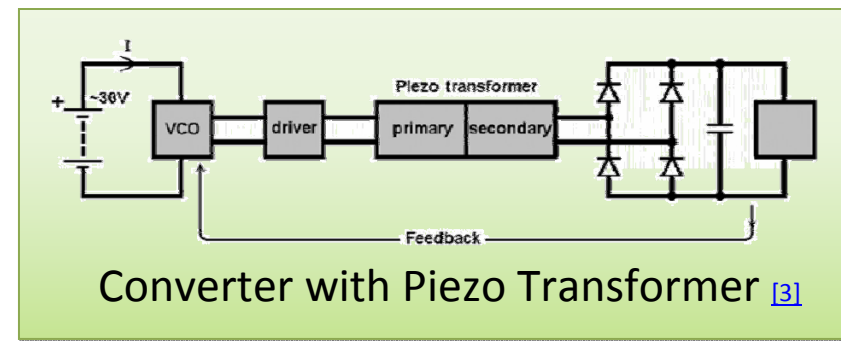 I
+
~36V
VCO
driver
Piezo transformer
primary
secondary
Feedback
Converter with Piezo Transformer [3]